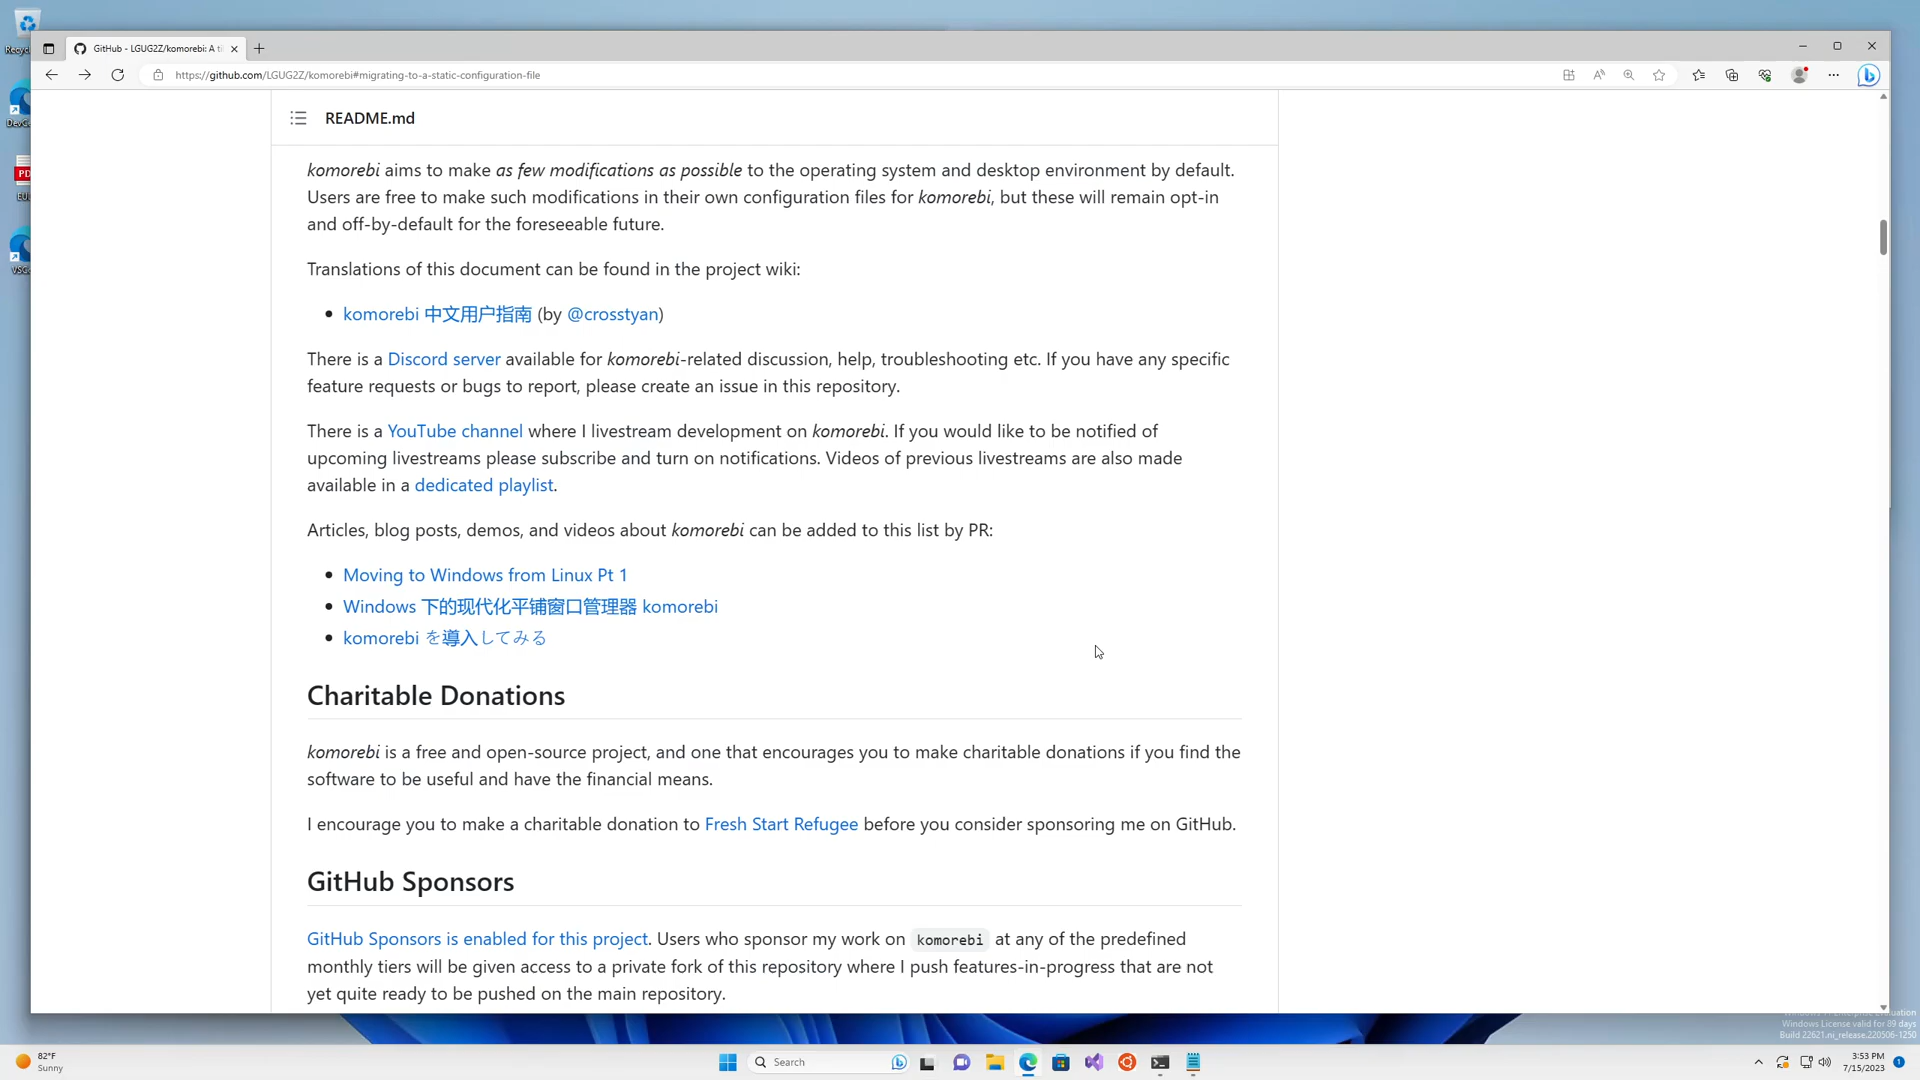 Recyc
GitHub - LGUG2Z/komorebi: A ti
https://github.com/LGUG2Z/komorebi#migrating-to-a-static-configuration-file
README.md
komorebi aims to make as few modifications as possible to the operating system and desktop environment by default.
Users are free to make such modifications in their own configuration files for komorebi, but these will remain opt-in
and off-by-default for the foreseeable future.
Translations of this document can be found in the project wiki:
komorebi 中文用户指南 (by @crosstyan)
There is a Discord server available for komorebi-related discussion, help, troubleshooting etc. If you have any specific
feature requests or bugs to report, please create an issue in this repository.
There is a YouTube channel where I livestream development on komorebi. If you would like to be notified of
upcoming livestreams please subscribe and turn on notifications. Videos of previous livestreams are also made
available in a dedicated playlist.
Articles, blog posts, demos, and videos about komorebi can be added to this list by PR:
Moving to Windows from Linux Pt 1
Windows 下的现代化平铺窗口管理器 komorebi
komorebi を導入してみる
Charitable Donations
komorebi is a free and open-source project, and one that encourages you to make charitable donations if you find the
software to be useful and have the financial means.
I encourage you to make a charitable donation to Fresh Start Refugee before you consider sponsoring me on GitHub.
GitHub Sponsors
GitHub Sponsors is enabled for this project. Users who sponsor my work on komorebi at any of the predefined
monthly tiers will be given access to a private fork of this repository where I push features-in-progress that are not
yet quite ready to be pushed on the main repository.
Windows License valid for 89 days
Build 22621.ni_release.220506-1250
82°F
Sunny
Search
3:53 PM
7/15/2023
1